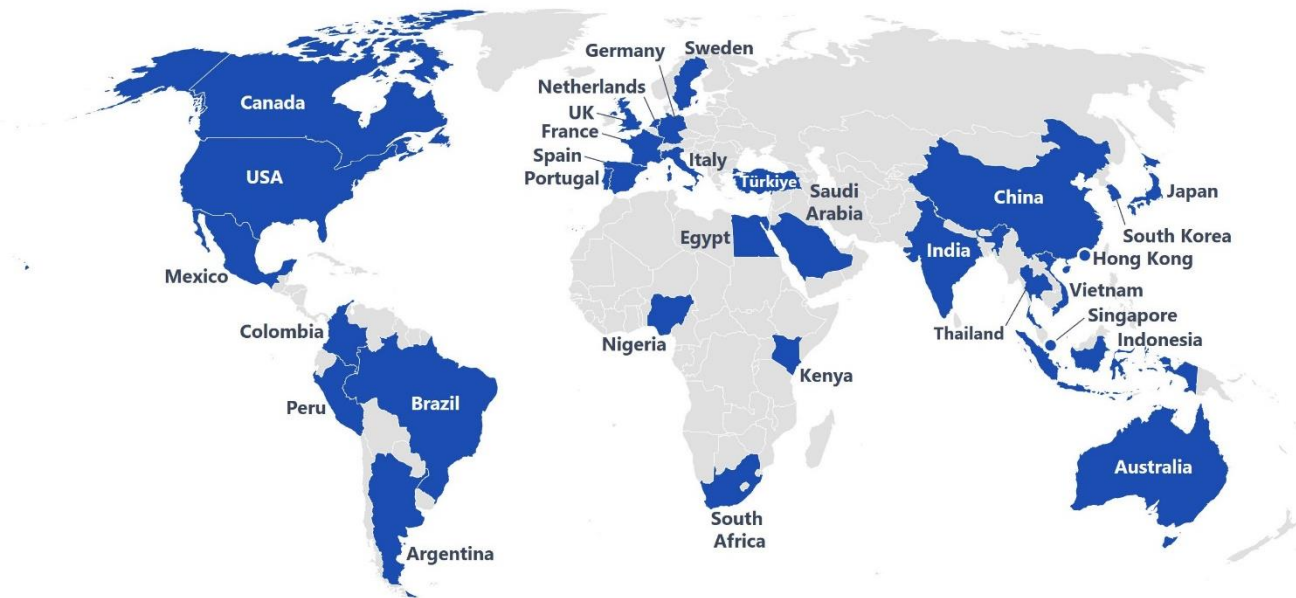 Canada
USA
Mexico
Colombia
Peru
Brazil
Argentina
Sweden
Germany
Netherlands
UK
France
Spain
Portugal
Italy
Türkiye
Egypt
Saudi
Arabia
Nigeria
Kenya
South
Africa
China
Japan
South Korea
Hong Kong
India
Vietnam
Thailand
Singapore
Indonesia
Australia